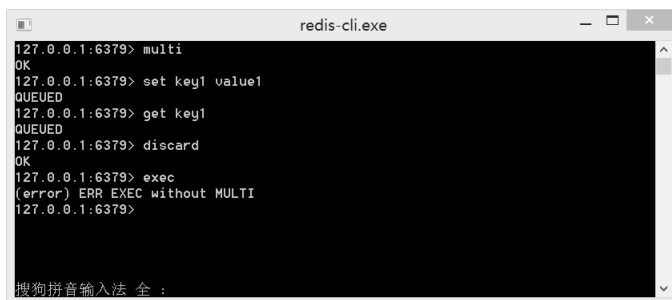 redis-cli.exe
127.0.0.1:6379> multi
OK
127.0.0.1:6379> set key1 value1
QUEUED
127.0.0.1:6379> get key1
QUEUED
127.0.0.1:6379> discard
OK
127.0.0.1:6379> exec
(error) ERR EXEC without MULTI
127.0.0.1:6379>
搜狗拼音输入法 全 :